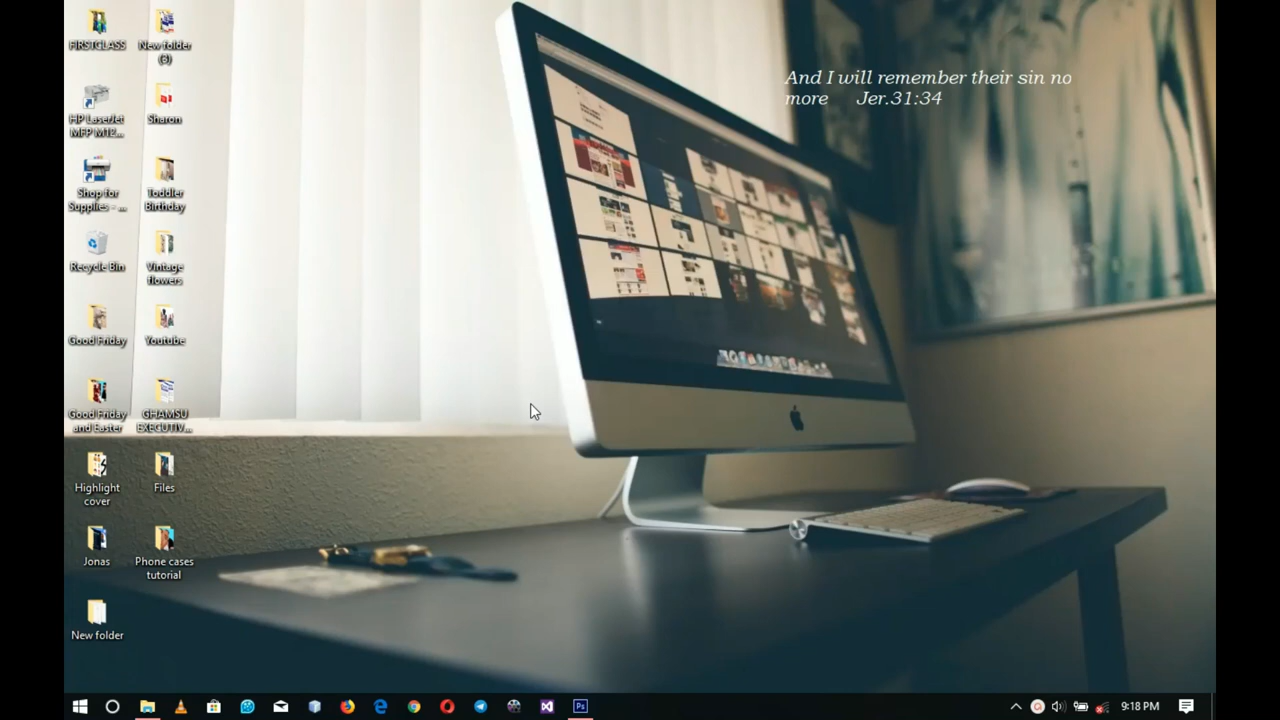 FIRSTCLASS
New folder
(3)
HP LaserJet
MFP M12...
Sharon
Shop for
Supplies - ...
Toddler
Birthday
Recycle Bin
Vintage
flowers
Good Friday
Youtube
Good Friday
and Easter
GHAMSU
EXECUTIV...
Highlight
cover
Files
Jonas
Phone cases
tutorial
New folder
And I will remember their sin no
more Jer.31:34
Ps
9:18 PM